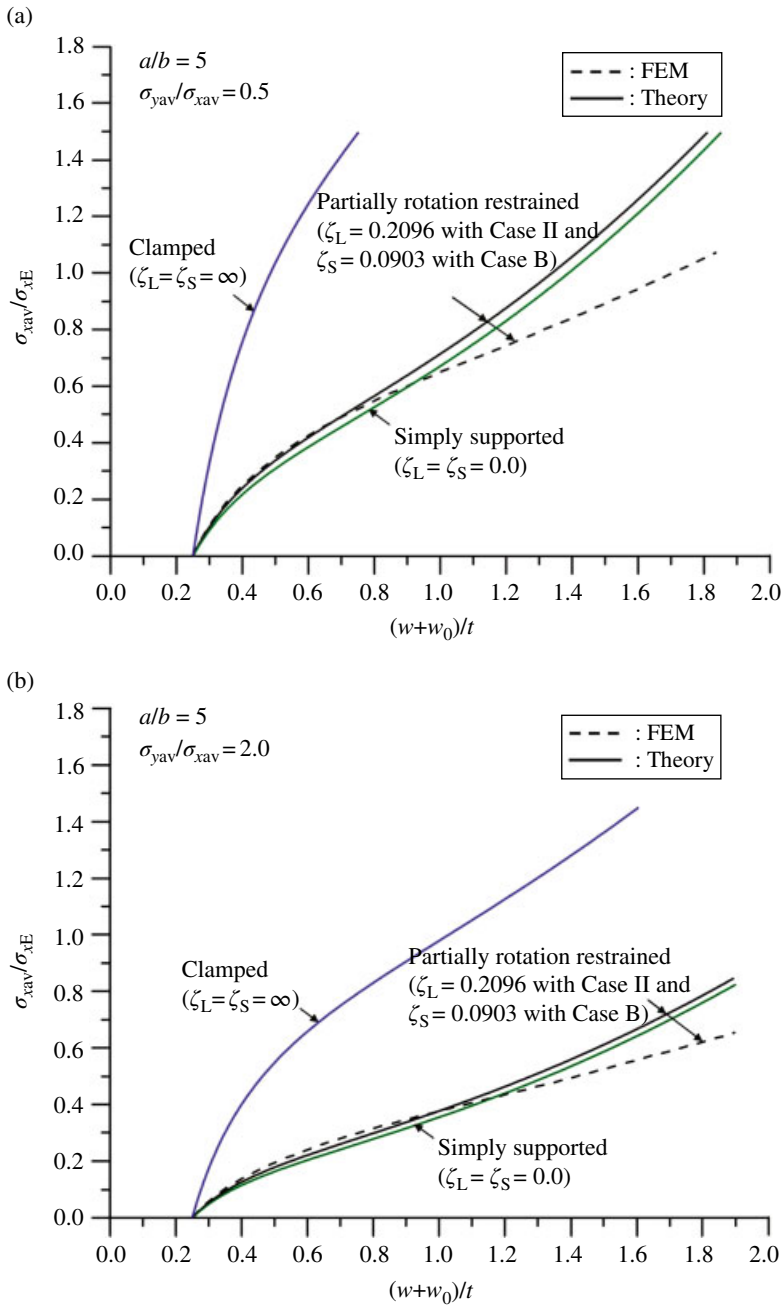 (a)
1.8
1.6
1.4
1.2
1.0
0.8
0.6
0.4
0.2
0.0
σxav/σxE
a/b = 5
σyav/σxav = 0.5
: FEM
: Theory
Partially rotation restrained
(ζL = 0.2096 with Case II and
ζS = 0.0903 with Case B)
Clamped
(ζL = ζS = ∞)
Simply supported
(ζL = ζS = 0.0)
0.0 0.2 0.4 0.6 0.8 1.0 1.2 1.4 1.6 1.8 2.0
(w+w0)/t
(b)
1.8
1.6
1.4
1.2
1.0
0.8
0.6
0.4
0.2
0.0
σxav/σxE
a/b = 5
σyav/σxav = 2.0
: FEM
: Theory
Partially rotation restrained
(ζL = 0.2096 with Case II and
ζS = 0.0903 with Case B)
Clamped
(ζL = ζS = ∞)
Simply supported
(ζL = ζS = 0.0)
0.0 0.2 0.4 0.6 0.8 1.0 1.2 1.4 1.6 1.8 2.0
(w+w0)/t